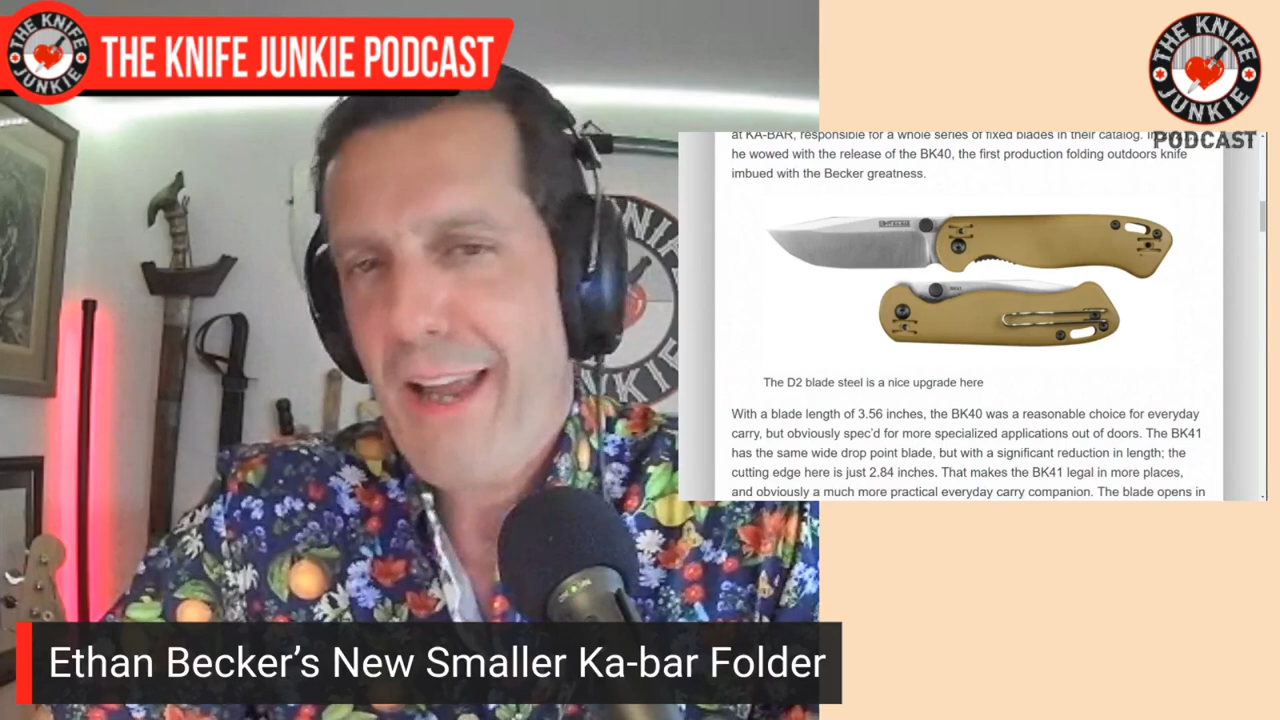 THE KNIFE JUNKIE
THE KNIFE JUNKIE PODCAST
THE KNIFE JUNKIE
PODCAST
at KA-BAR, responsible for a whole series of fixed blades in their catalog.
he wowed with the release of the BK40, the first production folding outdoors knife
imbued with the Becker greatness.
The D2 blade steel is a nice upgrade here
With a blade length of 3.56 inches, the BK40 was a reasonable choice for everyday
carry, but obviously spec'd for more specialized applications out of doors. The BK41
has the same wide drop point blade, but with a significant reduction in length; the
cutting edge here is just 2.84 inches. That makes the BK41 legal in more places,
and obviously a much more practical everyday carry companion. The blade opens in
Ethan Becker’s New Smaller Ka-bar Folder